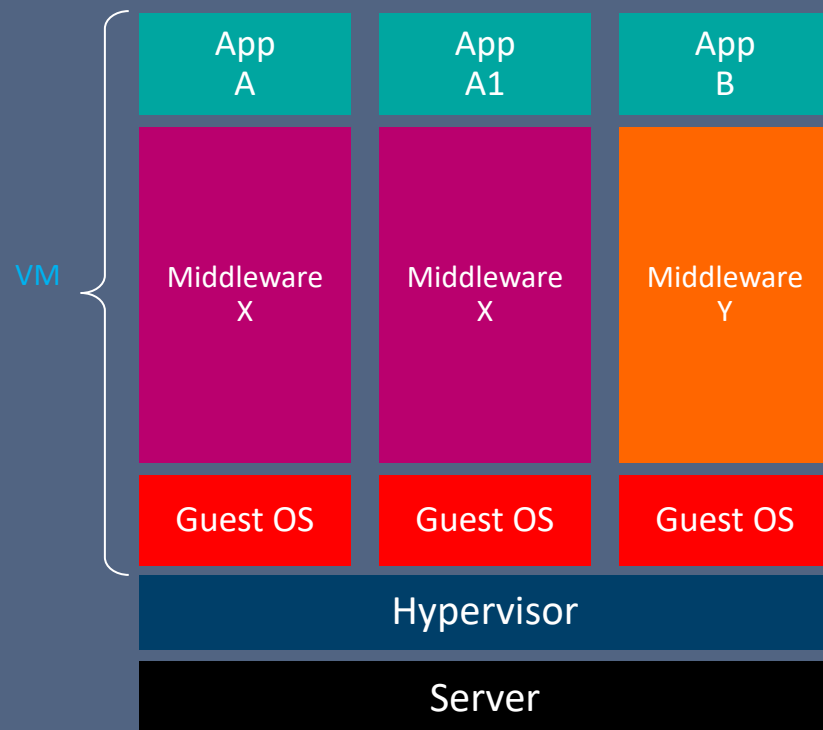 App
A
App
A1
App
B
VM
Middleware
X
Middleware
X
Middleware
Y
Guest OS
Guest OS
Guest OS
Hypervisor
Server